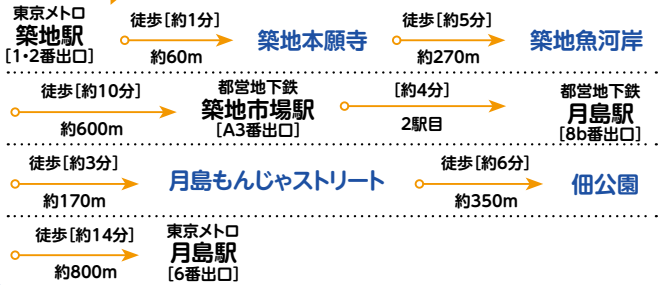 東京メトロ
築地駅
[1・2番出口]
徒歩[約1分]
約60m
築地本願寺
徒歩[約5分]
約270m
築地魚河岸
徒歩[約10分]
約600m
都営地下鉄
築地市場駅
[A3番出口]
[約4分]
2駅目
都営地下鉄
月島駅
[8b番出口]
徒歩[約3分]
約170m
月島もんじゃストリート
徒歩[約6分]
約350m
佃公園
徒歩[約14分]
約800m
東京メトロ
月島駅
[6番出口]